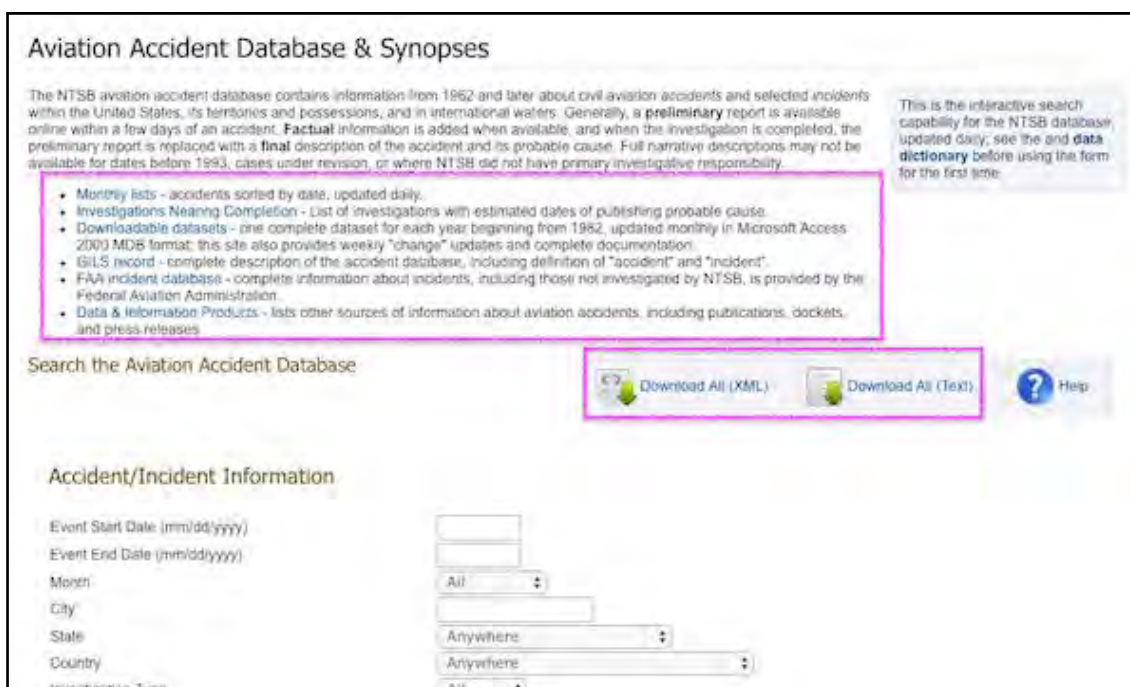 Aviation Accident Database & Synopses
The NTSB aviation accident database contains information from 1962 and later about civil aviation accidents and selected incidents
within the United States, its territories and possessions, and in international waters. Generally, a preliminary report is available
online within a few days of an accident. Factual information is added when available, and when the investigation is completed, the
preliminary report is replaced with a final description of the accident and its probable cause. Full narrative descriptions may not be
available for dates before 1993, cases under revision, or where NTSB did not have primary investigative responsibility.
This is the interactive search
capability for the NTSB database,
updated daily; see the and data
dictionary before using the form
for the first time.
• Monthly lists - accidents sorted by date, updated daily.
• Investigations Nearing Completion - List of investigations with estimated dates of publishing probable cause.
• Downloadable datasets - one complete dataset for each year beginning from 1982, updated monthly in Microsoft Access
2000 MDB format; this site also provides weekly "change" updates and complete documentation.
• GILS record - complete description of the accident database, including definition of "accident" and "incident".
• FAA incident database - complete information about incidents, including those not investigated by NTSB, is provided by the
Federal Aviation Administration.
• Data & Information Products - lists other sources of information about aviation accidents, including publications, dockets,
and press releases
Search the Aviation Accident Database
Download All (XML)
Download All (Text)
Help
Accident/Incident Information
Event Start Date (mm/dd/yyyy)
Event End Date (mm/dd/yyyy)
Month All
City
State Anywhere
Country Anywhere
Investigation Type All